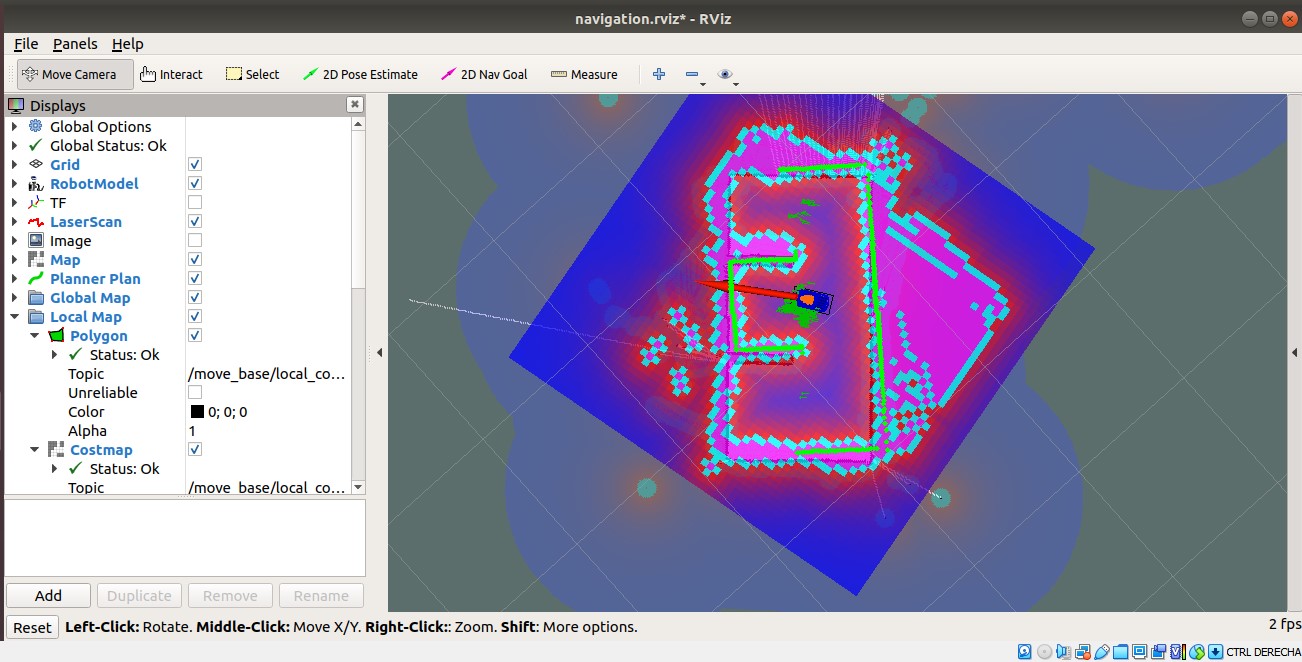 navigation.rviz* - RViz
File Panels Help
Move Camera Interact Select 2D Pose Estimate 2D Nav Goal Measure
Displays
Global Options
Global Status: Ok
Grid
RobotModel
TF
LaserScan
Image
Map
Planner Plan
Global Map
Local Map
Polygon
Status: Ok
Topic /move_base/local_co...
Unreliable
Color 0; 0; 0
Alpha 1
Costmap
Status: Ok
Topic /move_base/local_co...
Add Duplicate Remove Rename
Reset Left-Click: Rotate. Middle-Click: Move X/Y. Right-Click:: Zoom. Shift: More options. 2 fps
CTRL DERECHA